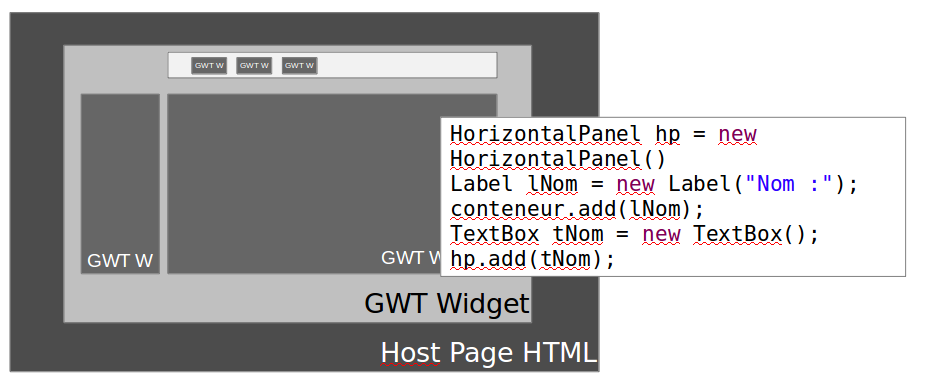 GWT W GWT W GWT W
HorizontalPanel hp = new
HorizontalPanel()
Label lNom = new Label("Nom :");
conteneur.add(lNom);
TextBox tNom = new TextBox();
hp.add(tNom);
GWT W
GWT W
GWT Widget
Host Page HTML